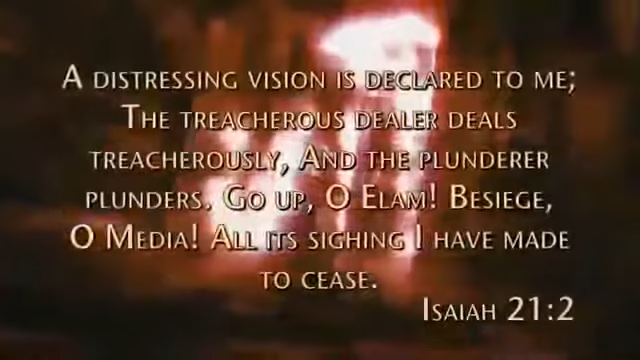 A distressing vision is declared to me;
The treacherous dealer deals
treacherously, And the plunderer
plunders. Go up, O Elam! Besiege,
O Media! All its sighing I have made
to cease.
Isaiah 21:2